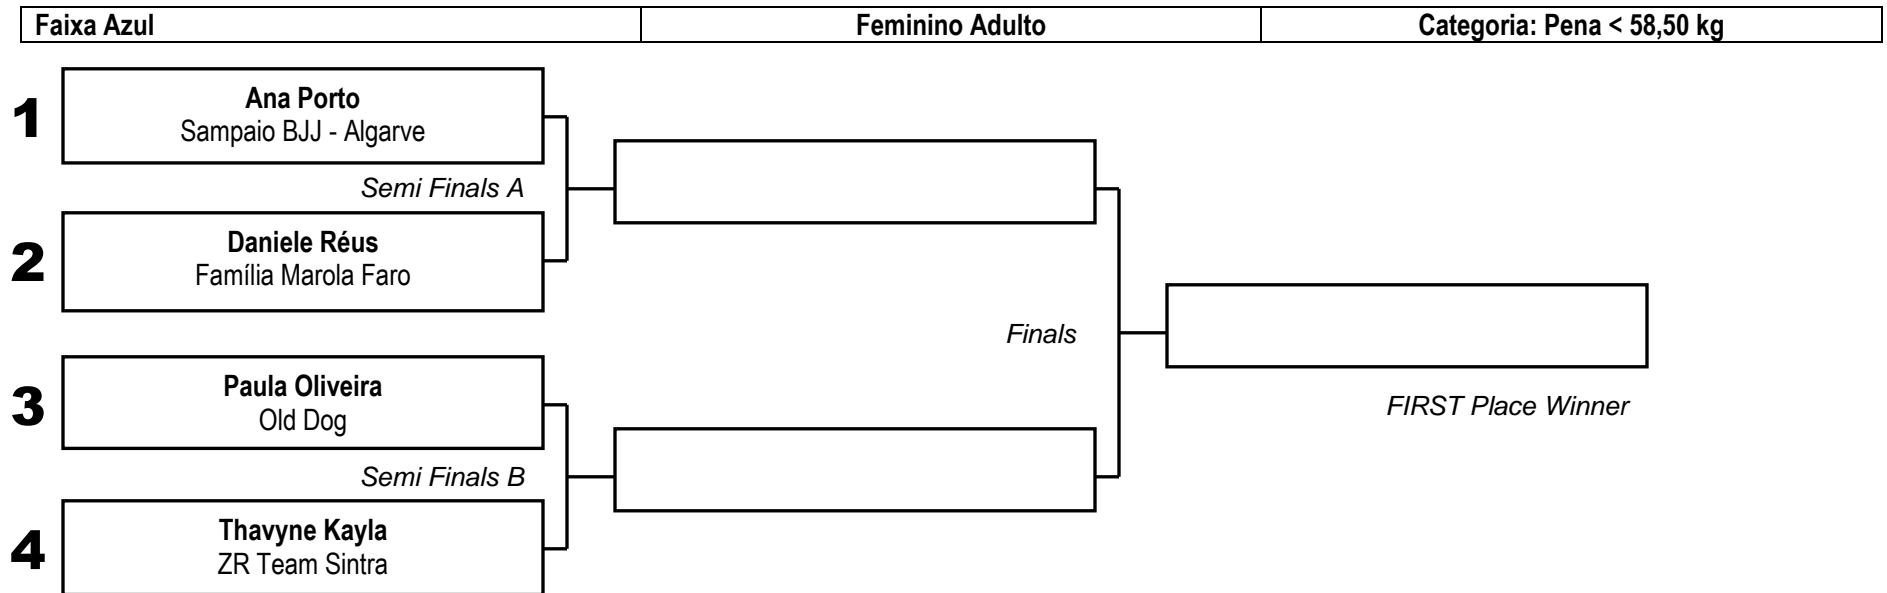 Faixa Azul
Feminino Adulto
Categoria: Pena < 58,50 kg
1
Ana Porto
Sampaio BJJ - Algarve
Semi Finals A
2
Daniele Réus
Família Marola Faro
Finals
3
Paula Oliveira
Old Dog
FIRST Place Winner
Semi Finals B
4
Thavyne Kayla
ZR Team Sintra